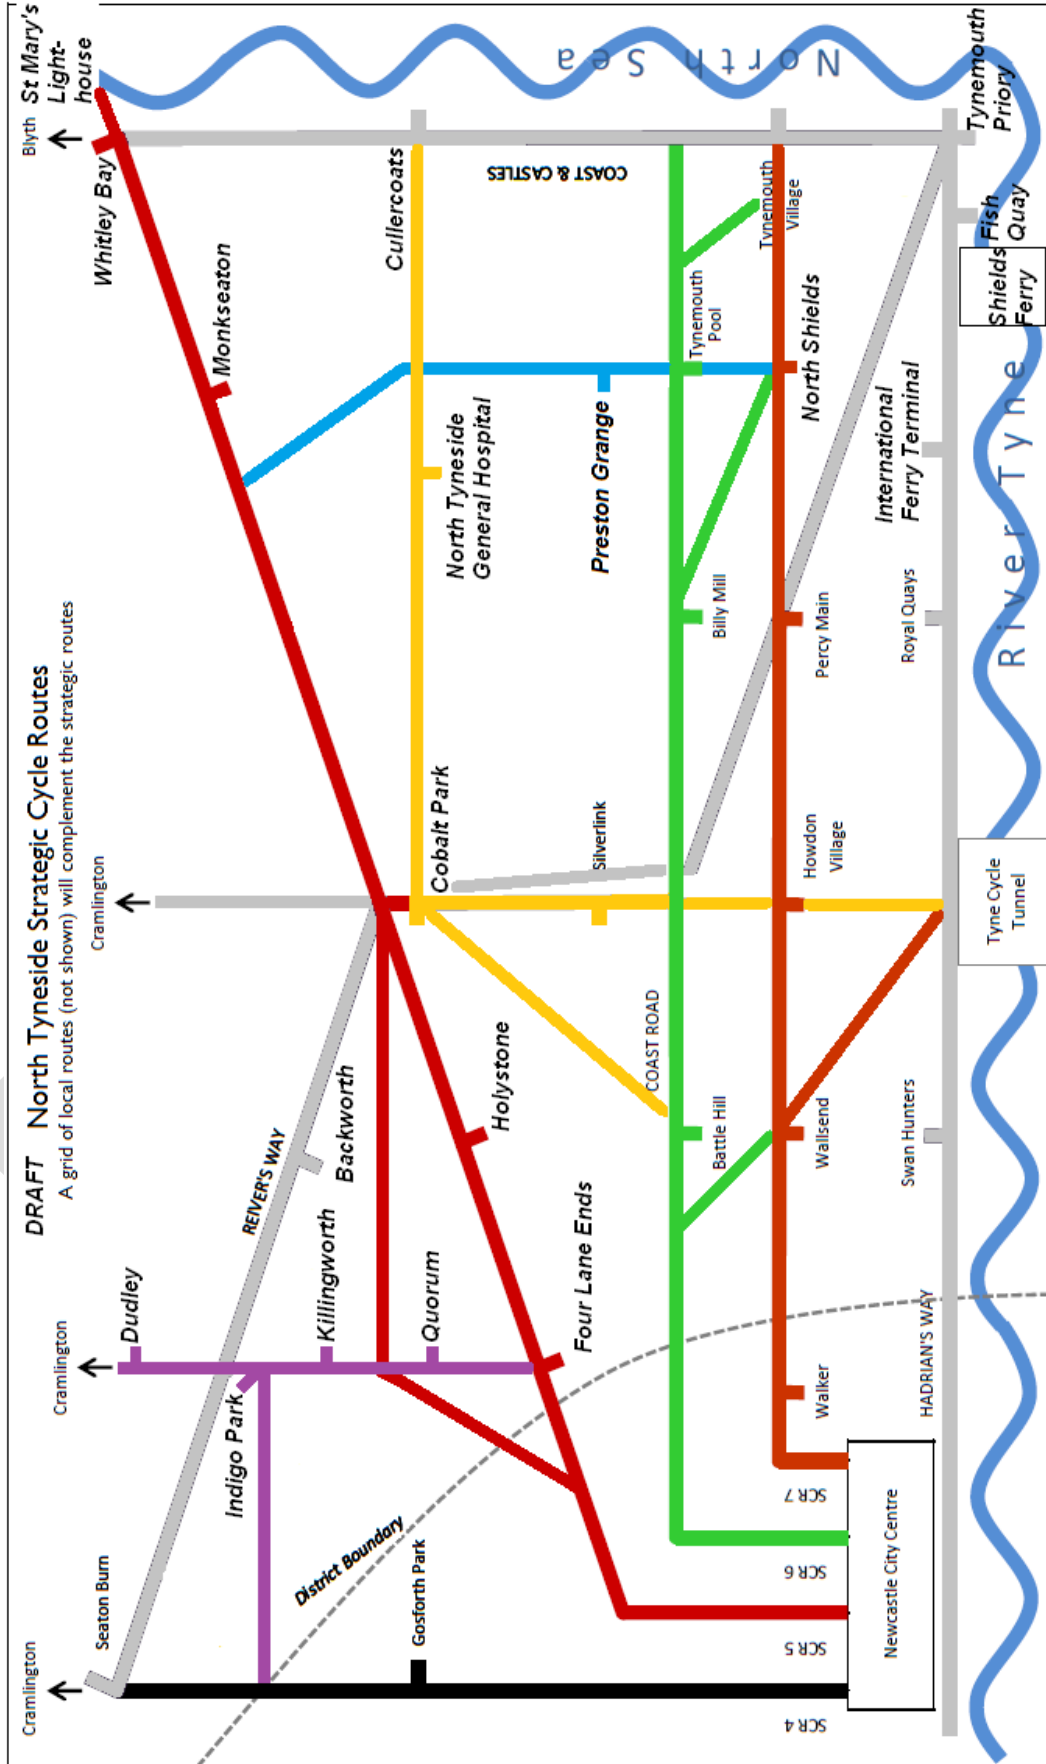 DRAFT North Tyneside Strategic Cycle Routes
A grid of local routes (not shown) will complement the strategic routes
Cramlington
Seaton Burn
Cramlington
Dudley
Cramlington
Blyth
St Mary's
Light-
house
Whitley Bay
Monkseaton
REIVER'S WAY
Backworth
Indigo Park
Killingworth
Quorum
Holystone
Four Lane Ends
District Boundary
Gosforth Park
Cobalt Park
Cullercoats
North Tyneside
General Hospital
COAST & CASTLES
North Sea
Silverlink
Preston Grange
COAST ROAD
Battle Hill
Billy Mill
Tynemouth
Pool
Tynemouth
Village
SCR 4
SCR 5
SCR 6
SCR 7
Walker
Wallsend
Howdon
Village
Percy Main
North Shields
Newcastle City Centre
HADRIAN'S WAY
Swan Hunters
Royal Quays
International
Ferry Terminal
Tyne Cycle
Tunnel
River Tyne
Shields
Ferry
Fish
Quay
Tynemouth
Priory